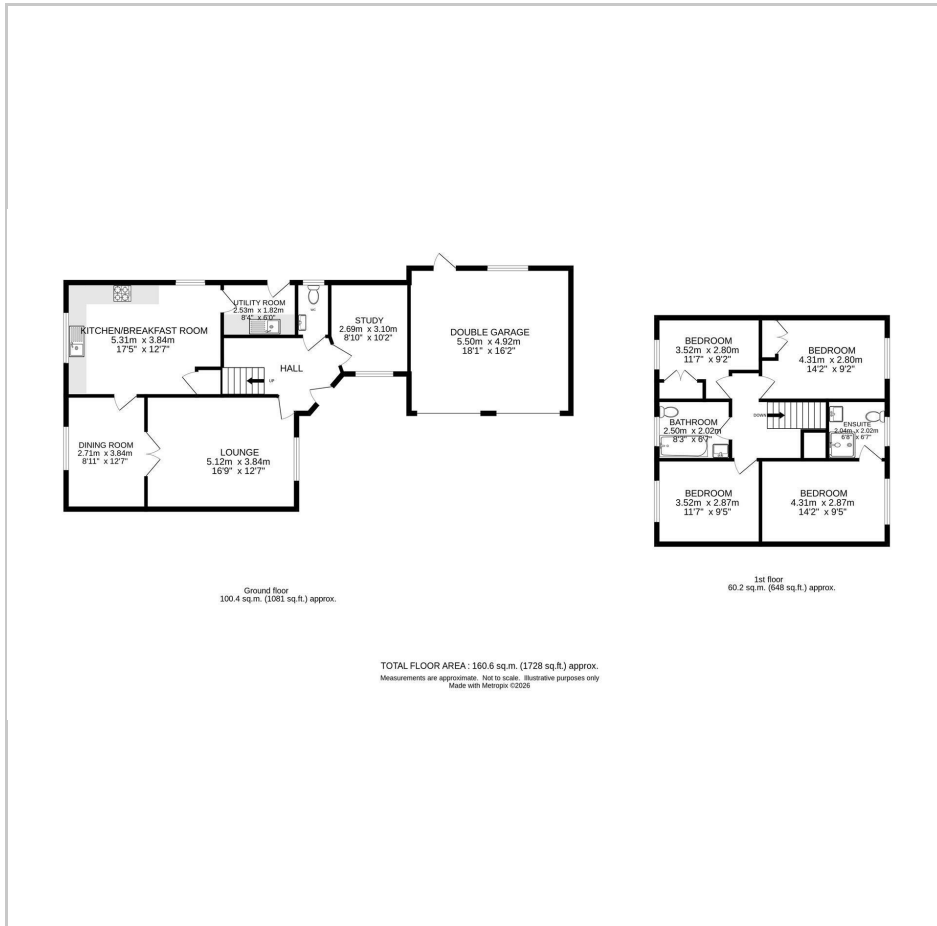 KITCHEN/BREAKFAST ROOM
5.31m x 3.84m
17'5" x 12'7"
UTILITY ROOM
2.53m x 1.82m
8'4" x 6'0"
WC
STUDY
2.69m x 3.10m
8'10" x 10'2"
DOUBLE GARAGE
5.50m x 4.92m
18'1" x 16'2"
HALL
UP
DINING ROOM
2.71m x 3.84m
8'11" x 12'7"
LOUNGE
5.12m x 3.84m
16'9" x 12'7"
Ground floor
100.4 sq.m. (1081 sq.ft.) approx.
BEDROOM
3.52m x 2.80m
11'7" x 9'2"
BEDROOM
4.31m x 2.80m
14'2" x 9'2"
BATHROOM
2.50m x 2.02m
8'3" x 6'7"
DOWN
ENSUITE
2.04m x 2.02m
6'8" x 6'7"
BEDROOM
3.52m x 2.87m
11'7" x 9'5"
BEDROOM
4.31m x 2.87m
14'2" x 9'5"
1st floor
60.2 sq.m. (648 sq.ft.) approx.
TOTAL FLOOR AREA : 160.6 sq.m. (1728 sq.ft.) approx.
Measurements are approximate. Not to scale. Illustrative purposes only
Made with Metropix ©2026